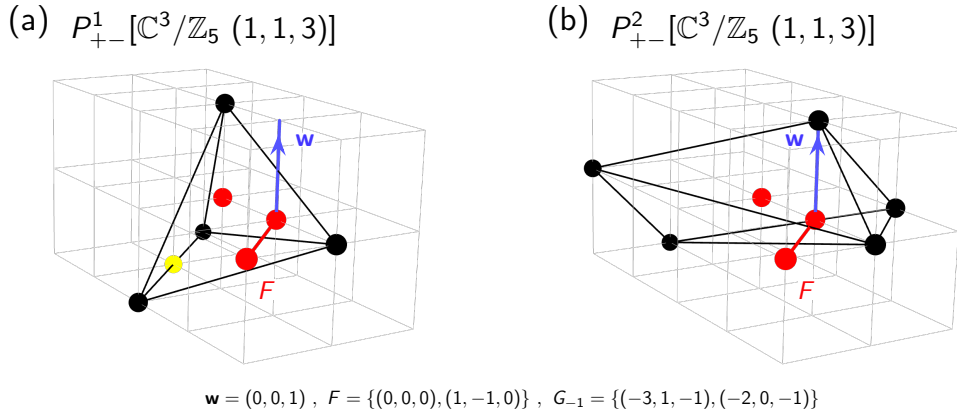 (a) P^1_{+-}[ℂ^3/ℤ_5 (1,1,3)]
(b) P^2_{+-}[ℂ^3/ℤ_5 (1,1,3)]
w
F
w
F
w = (0,0,1) , F = {(0,0,0),(1,-1,0)} , G_{-1} = {(-3,1,-1),(-2,0,-1)}